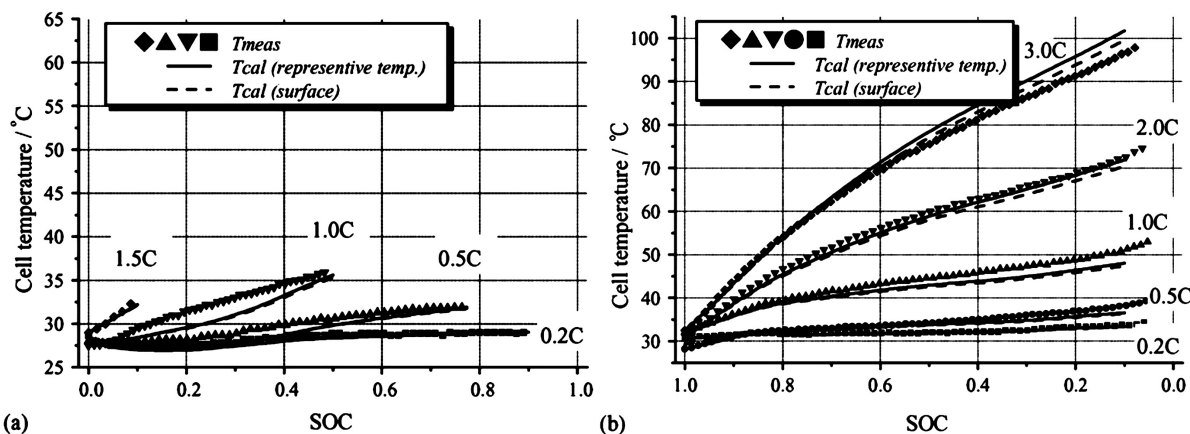 65
60
55
50
45
40
35
30
25
Cell temperature / °C
Tmeas
Tcal (representive temp.)
Tcal (surface)
1.5C
1.0C
0.5C
0.2C
0.0 0.2 0.4 0.6 0.8 1.0
(a)
SOC
100
90
80
70
60
50
40
30
Cell temperature / °C
Tmeas
Tcal (representive temp.)
Tcal (surface)
3.0C
2.0C
1.0C
0.5C
0.2C
1.0 0.8 0.6 0.4 0.2 0.0
(b)
SOC